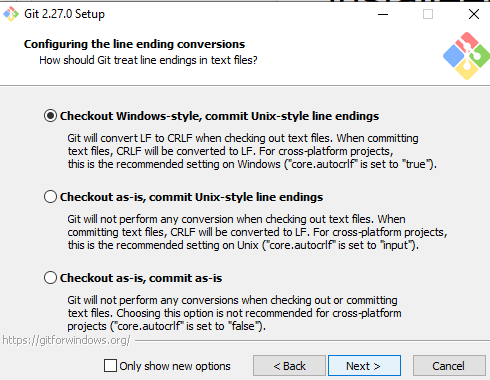 Git 2.27.0 Setup
Configuring the line ending conversions
How should Git treat line endings in text files?
Checkout Windows-style, commit Unix-style line endings
Git will convert LF to CRLF when checking out text files. When committing
text files, CRLF will be converted to LF. For cross-platform projects,
this is the recommended setting on Windows ("core.autocrlf" is set to "true").
Checkout as-is, commit Unix-style line endings
Git will not perform any conversion when checking out text files. When
committing text files, CRLF will be converted to LF. For cross-platform projects,
this is the recommended setting on Unix ("core.autocrlf" is set to "input").
Checkout as-is, commit as-is
Git will not perform any conversions when checking out or committing
text files. Choosing this option is not recommended for cross-platform
projects ("core.autocrlf" is set to "false").
https://gitforwindows.org/
Only show new options
< Back
Next >
Cancel